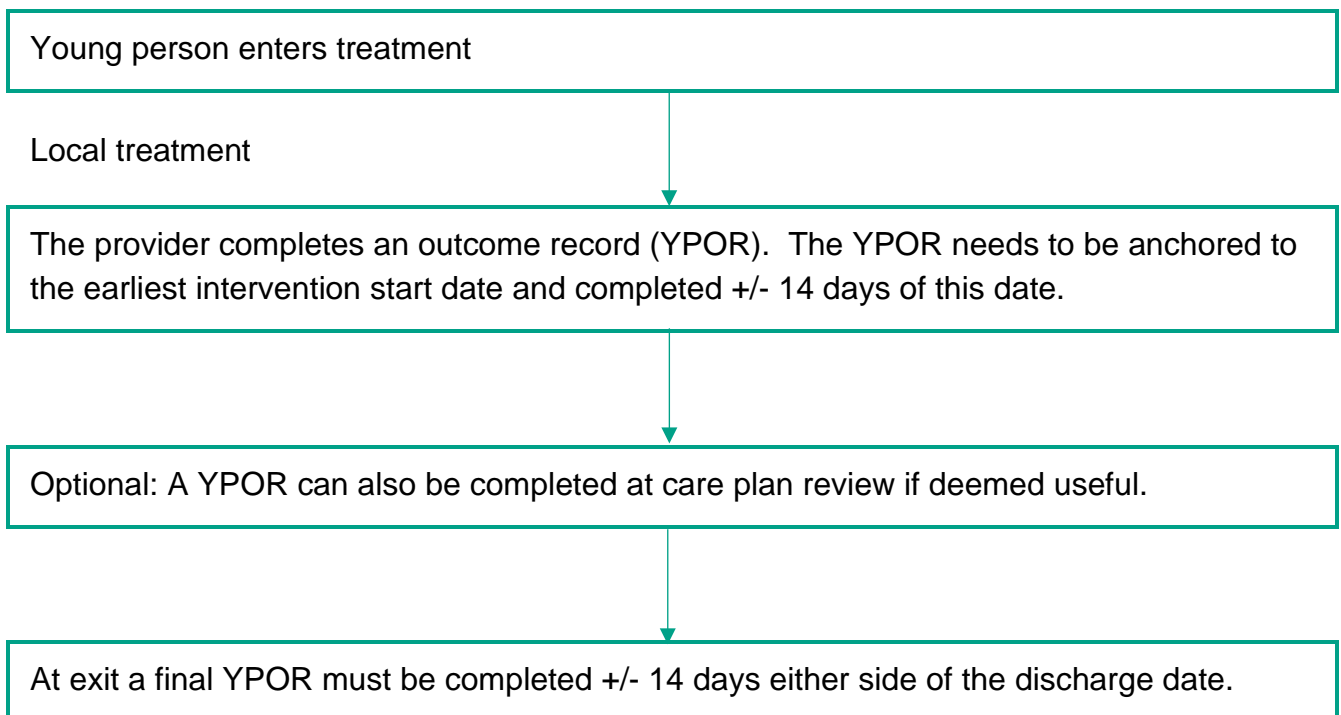 Young person enters treatment
Local treatment
The provider completes an outcome record (YPOR).  The YPOR needs to be anchored to
the earliest intervention start date and completed +/- 14 days of this date.
Optional: A YPOR can also be completed at care plan review if deemed useful.
At exit a final YPOR must be completed +/- 14 days either side of the discharge date.